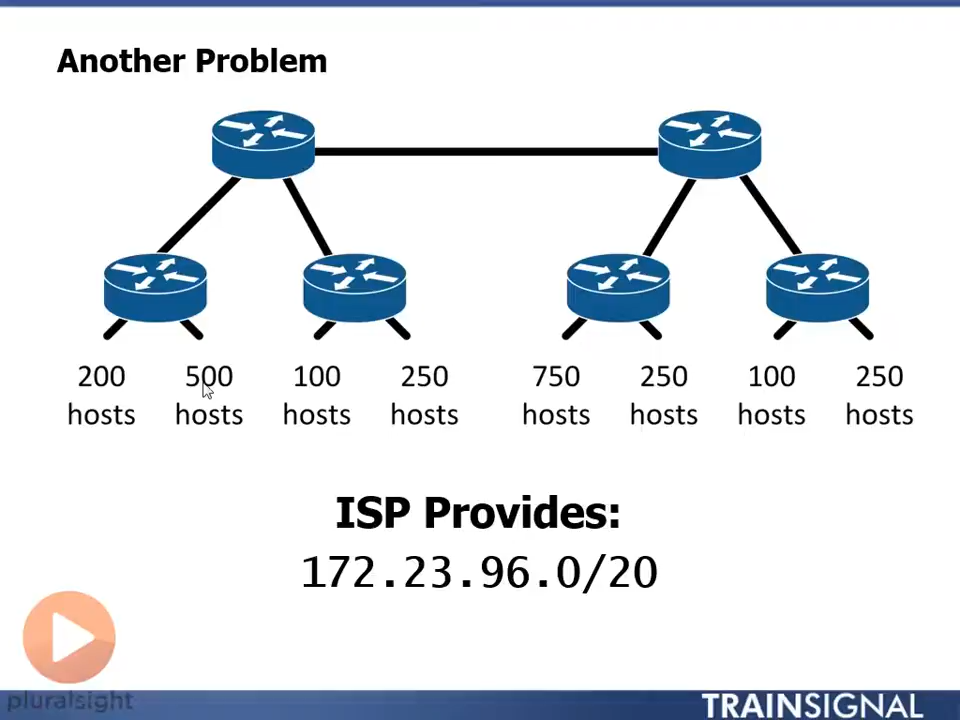 Another Problem
200 500 100 250 750 250 100 250
hosts hosts hosts hosts hosts hosts hosts hosts
ISP Provides:
172.23.96.0/20
pluralsight
TRAINSIGNAL